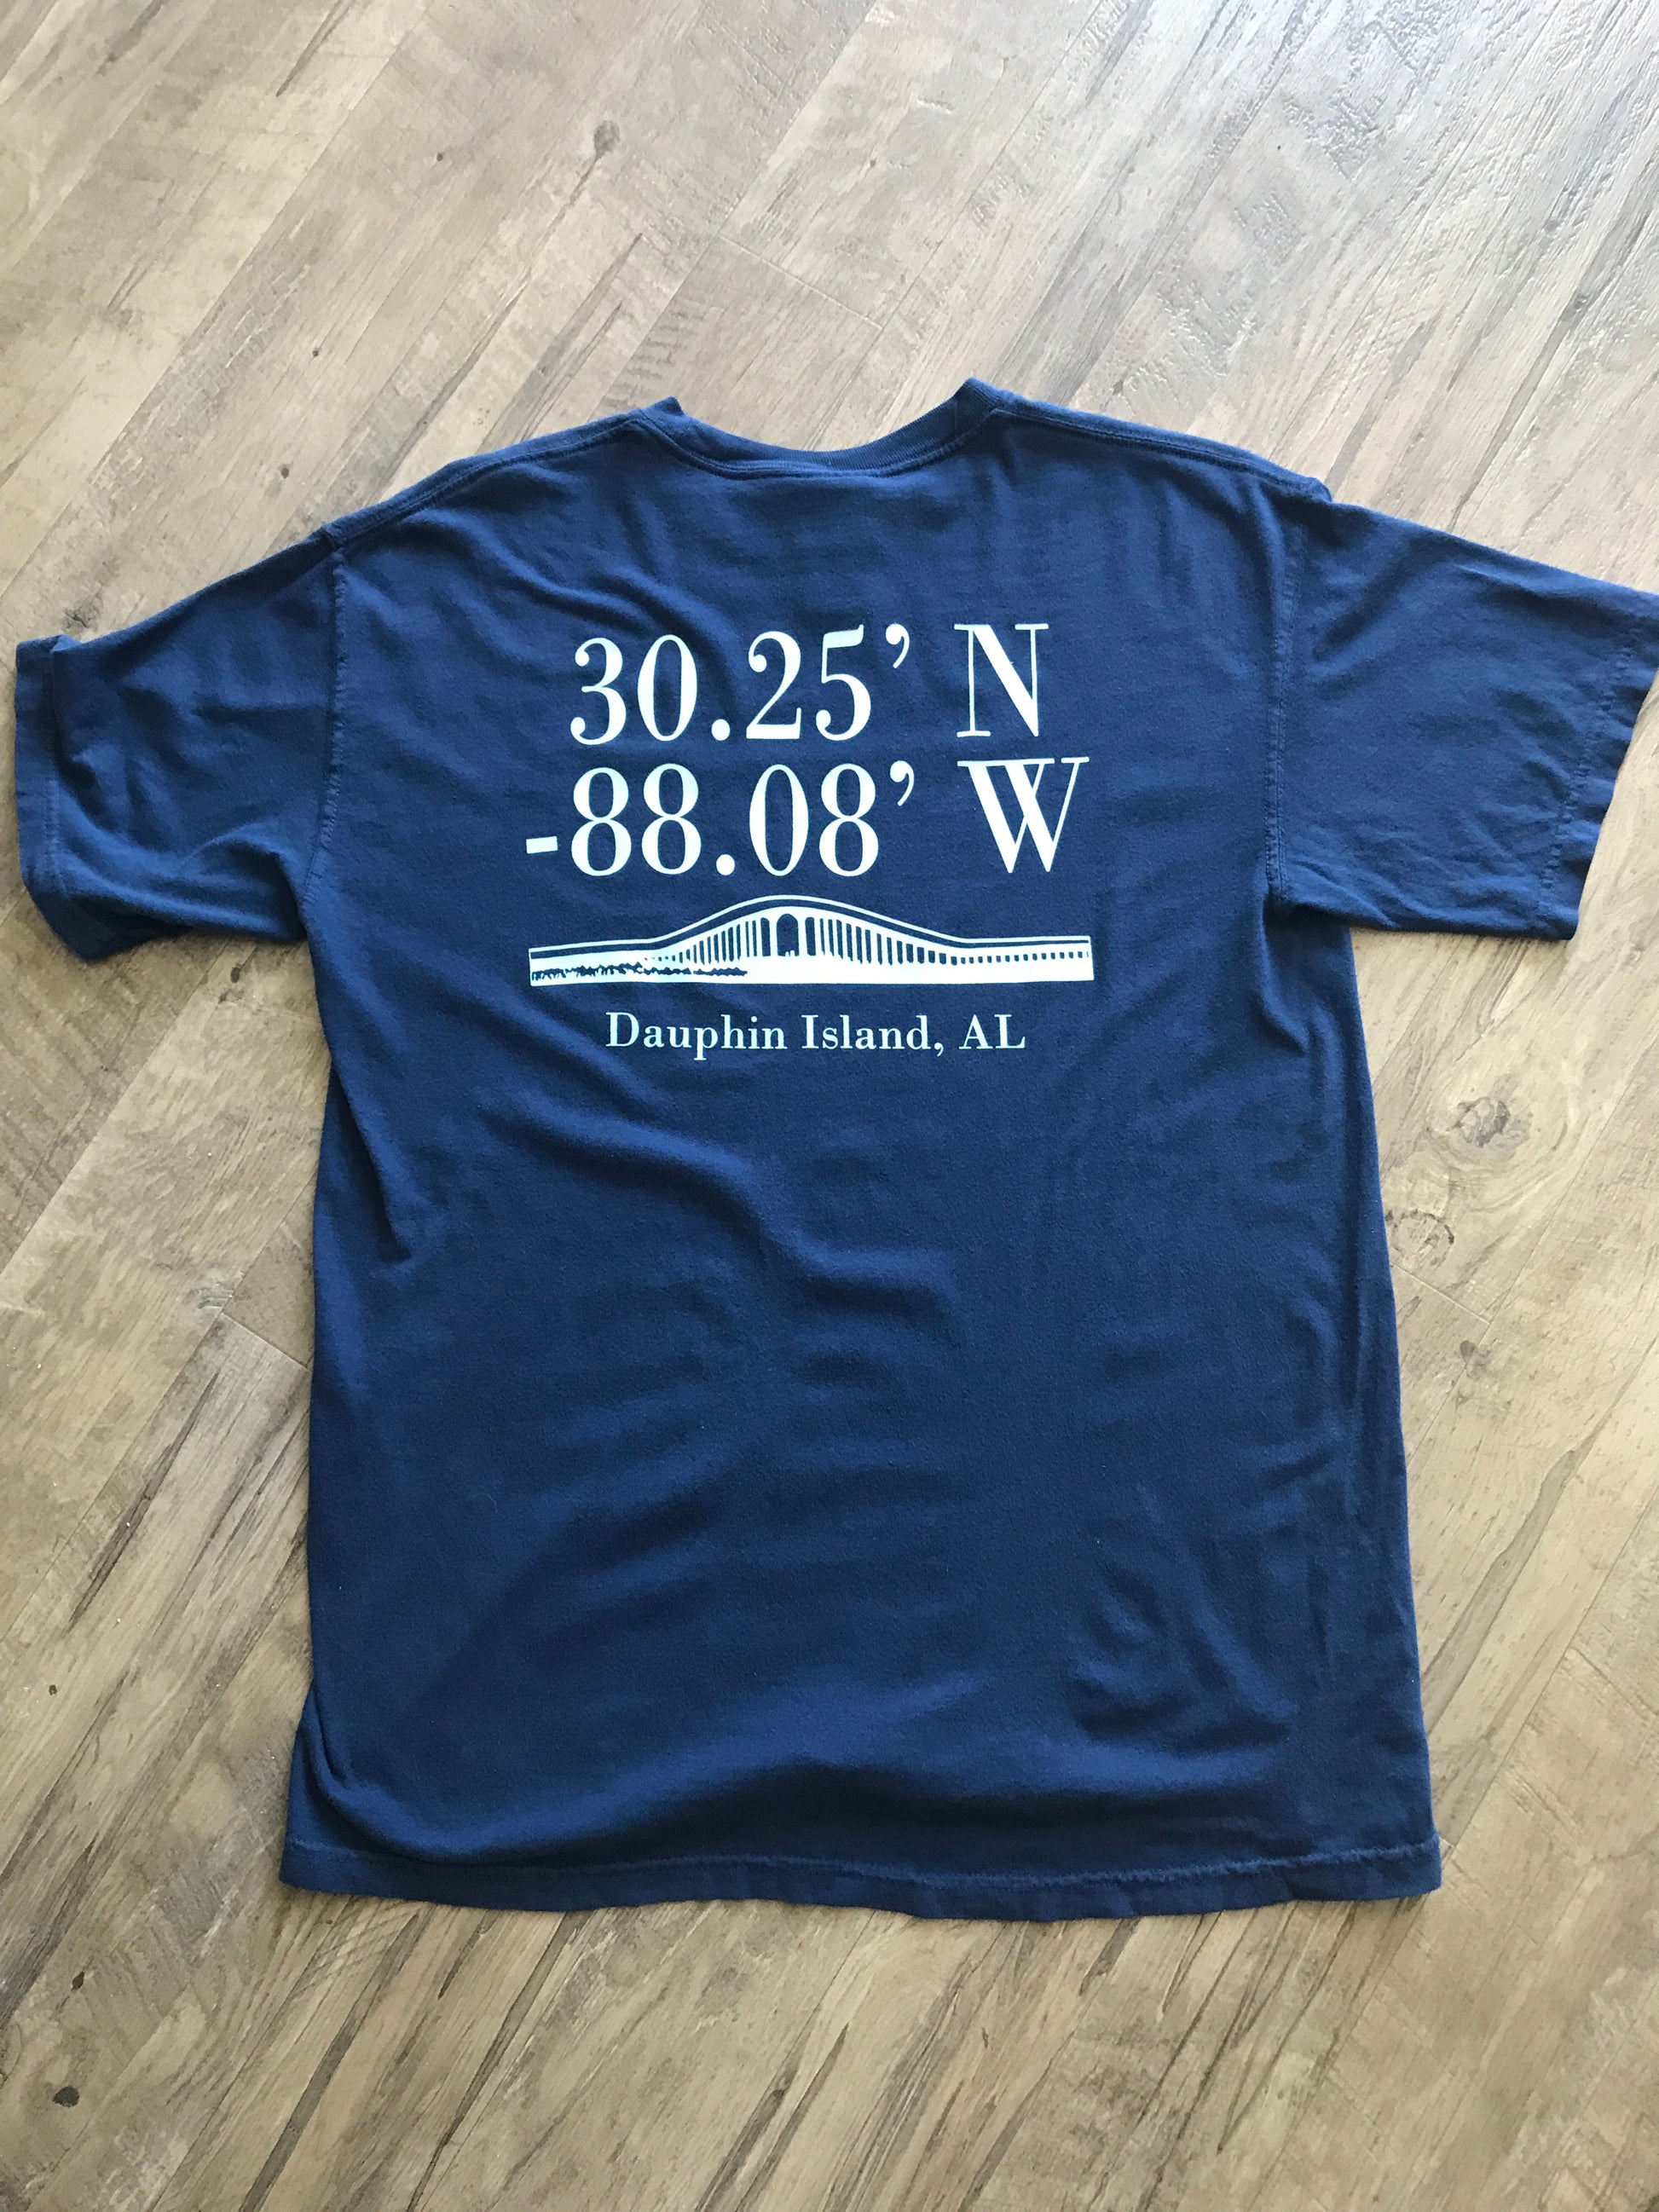 30.25’ N
-88.08’ W
Dauphin Island, AL